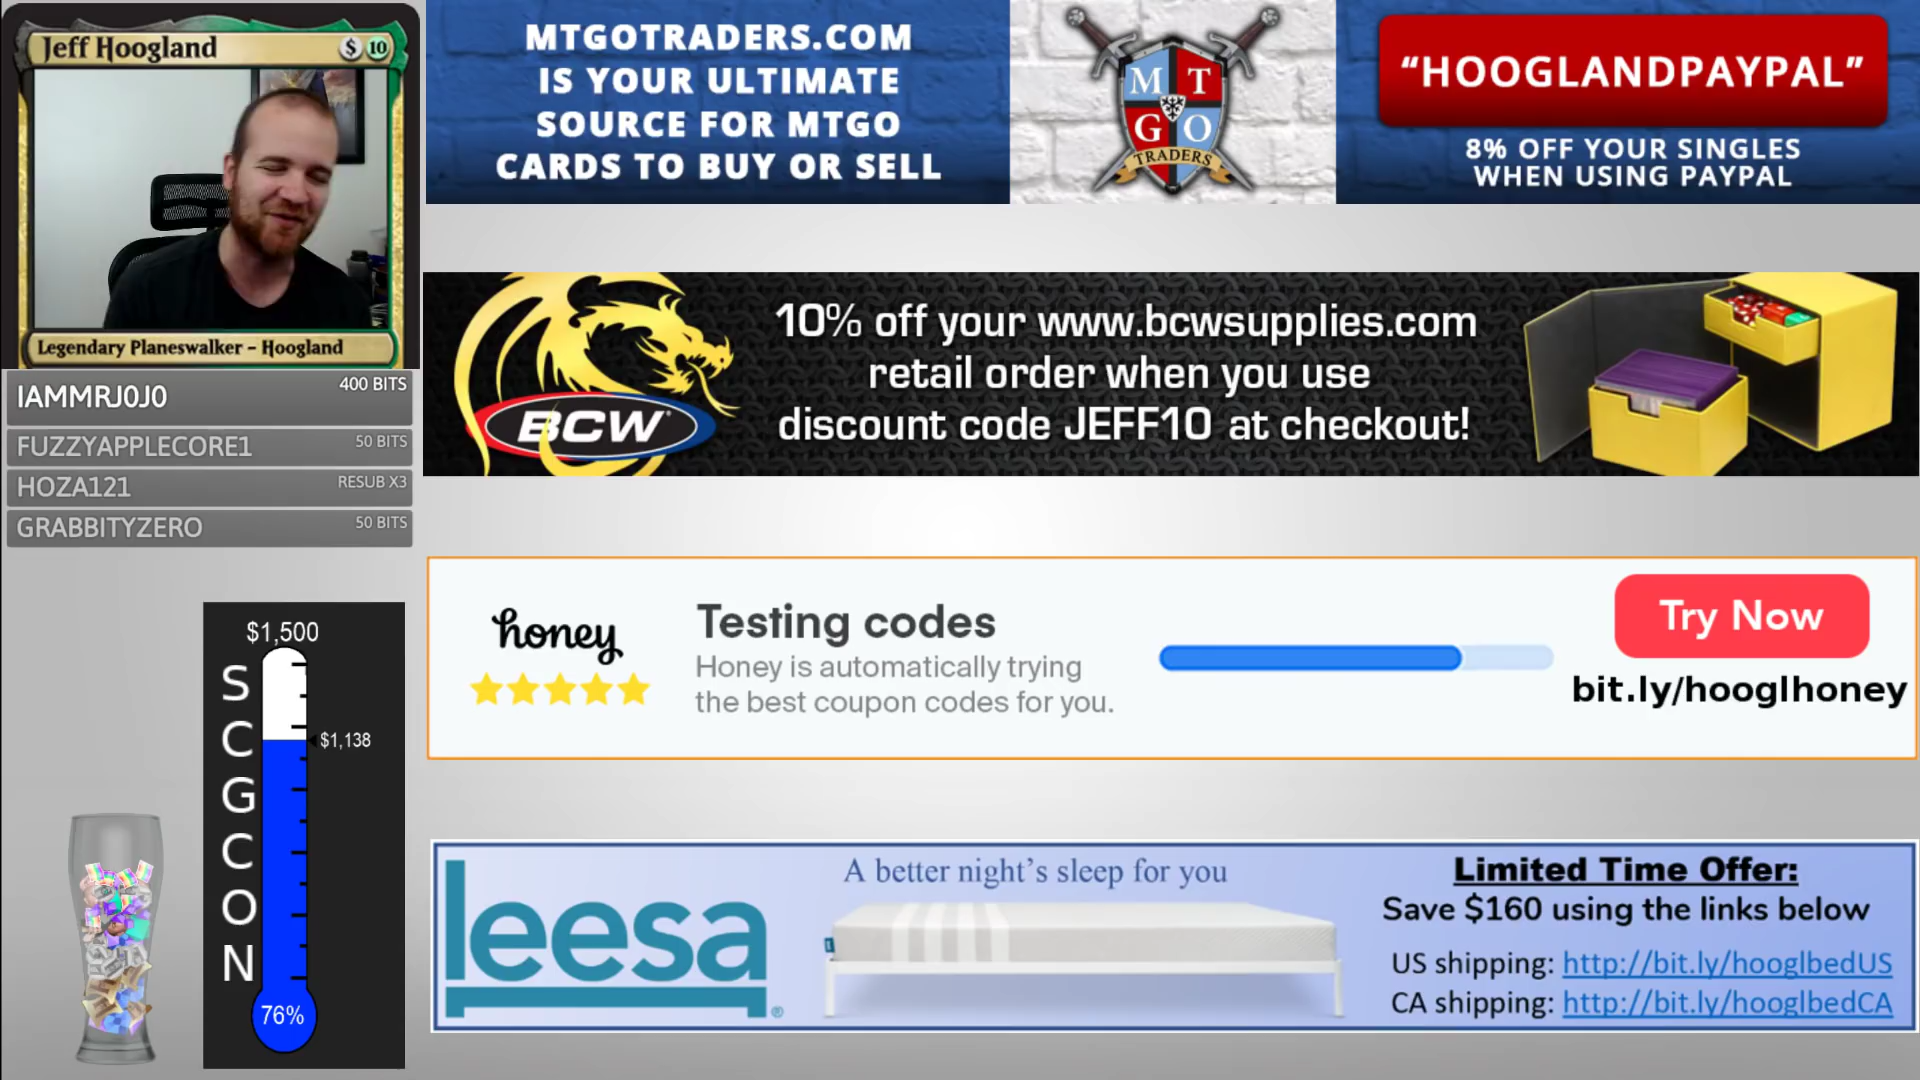 Jeff Hoogland
$ 10
Legendary Planeswalker – Hoogland
IAMMRJ0J0 400 BITS
FUZZYAPPLECORE1 50 BITS
HOZA121 RESUB X3
GRABBITYZERO 50 BITS
$1,500
SCGCON
$1,138
76%
MTGOTRADERS.COM
IS YOUR ULTIMATE
SOURCE FOR MTGO
CARDS TO BUY OR SELL
M T
G O
TRADERS
“HOOGLANDPAYPAL”
8% OFF YOUR SINGLES
WHEN USING PAYPAL
BCW®
10% off your www.bcwsupplies.com
retail order when you use
discount code JEFF10 at checkout!
honey
Testing codes
Honey is automatically trying
the best coupon codes for you.
Try Now
bit.ly/hooglhoney
leesa®
A better night's sleep for you
Limited Time Offer:
Save $160 using the links below
US shipping: http://bit.ly/hooglbedUS
CA shipping: http://bit.ly/hooglbedCA